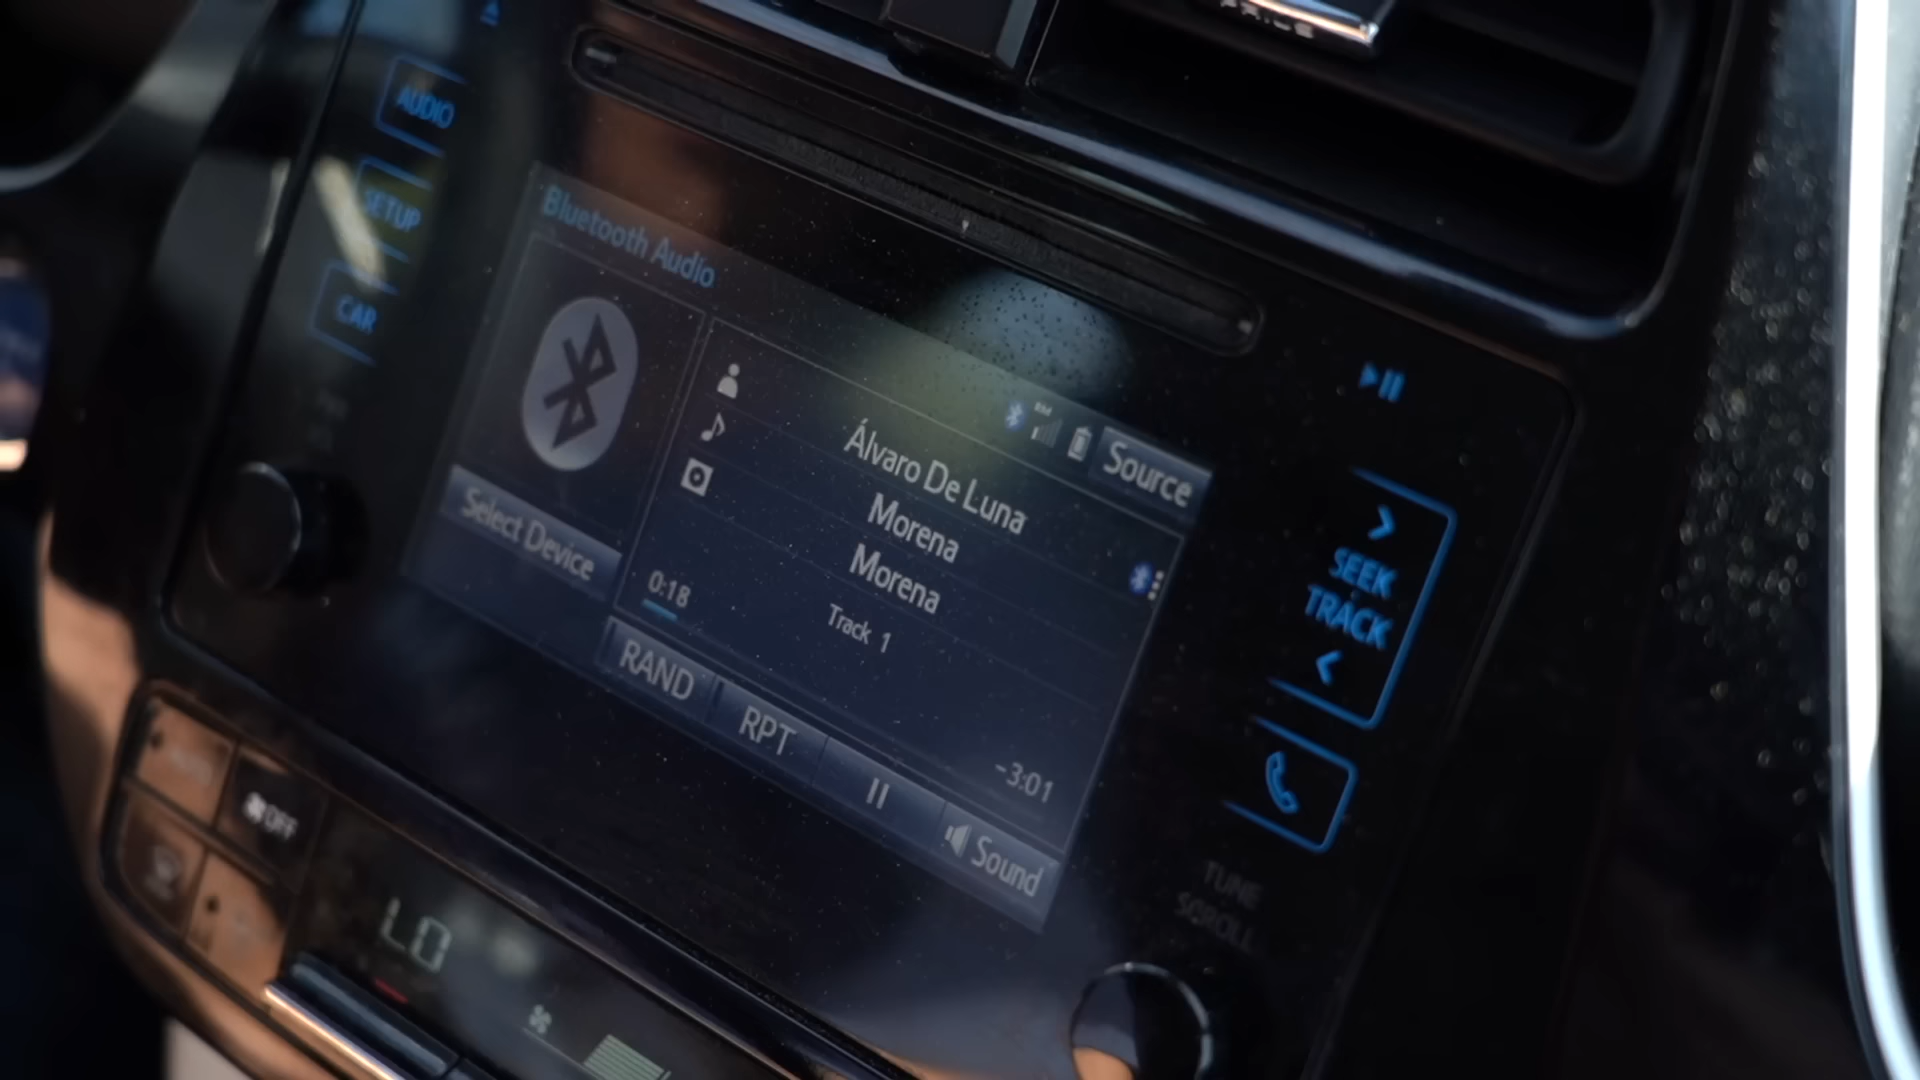 AUDIO
SETUP
CAR
Bluetooth Audio
Source
Álvaro De Luna
Morena
Morena
Track 1
Select Device
0:18
-3:01
RAND
RPT
Sound
SEEK
TRACK
TUNE
SCROLL
OFF
LO